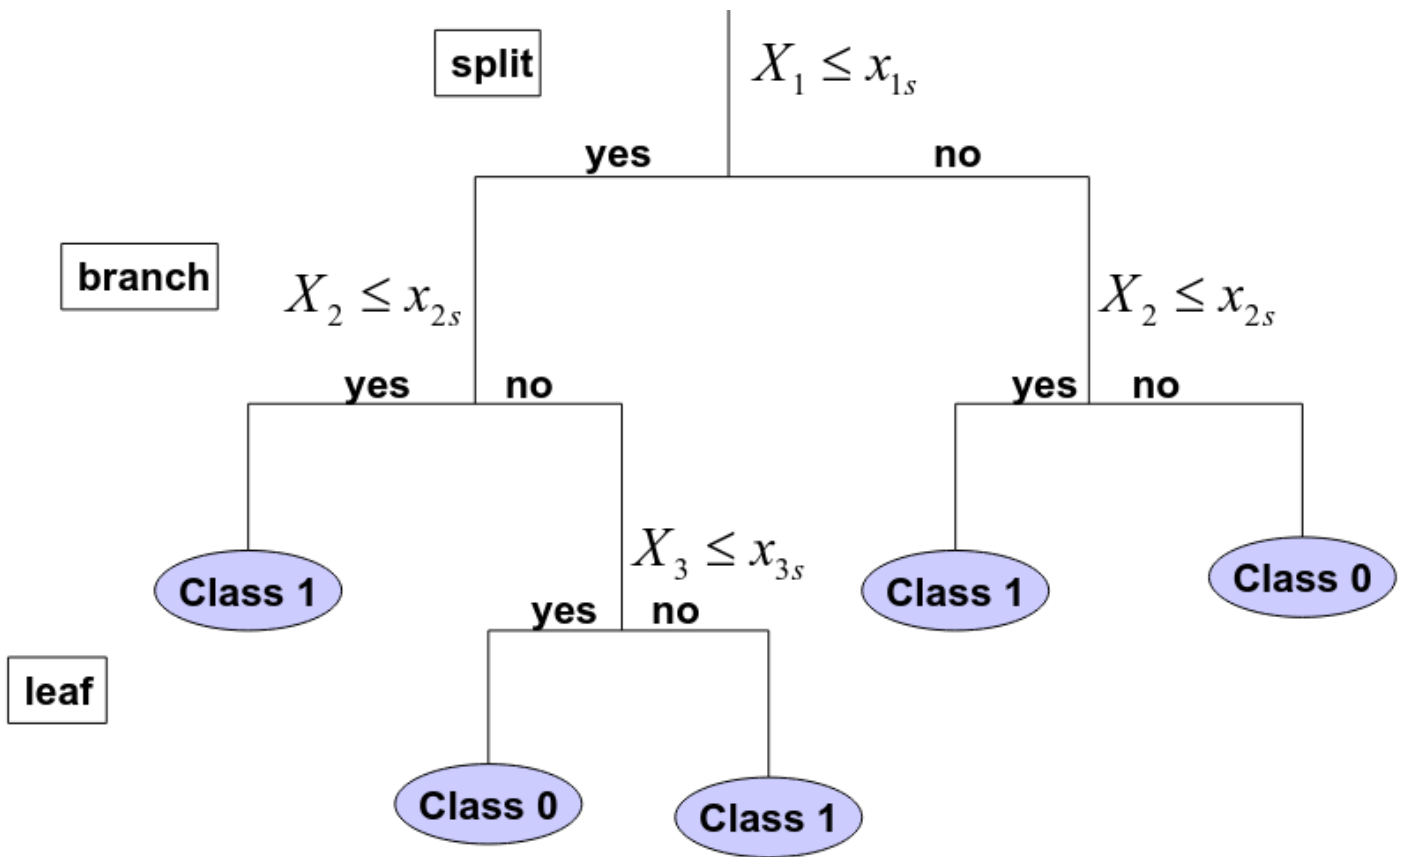 split
X₁ ≤ x₁ₛ
yes
no
branch
X₂ ≤ x₂ₛ
X₂ ≤ x₂ₛ
yes
no
yes
no
X₃ ≤ x₃ₛ
Class 1
Class 1
Class 0
yes
no
leaf
Class 0
Class 1